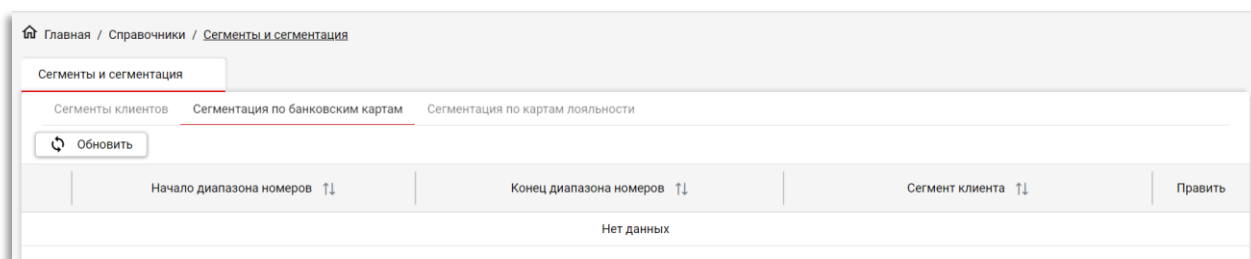 Главная / Справочники / Сегменты и сегментация
Сегменты и сегментация
Сегменты клиентов Сегментация по банковским картам Сегментация по картам лояльности
Обновить
Начало диапазона номеров Конец диапазона номеров Сегмент клиента Править
Нет данных